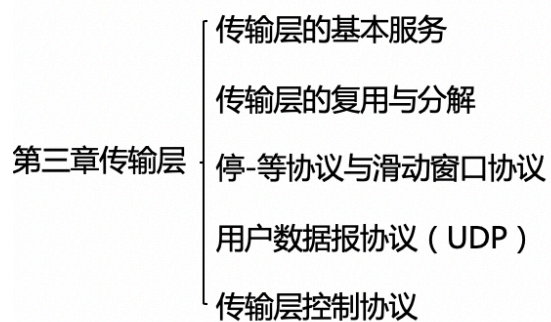 第三章传输层
传输层的基本服务
传输层的复用与分解
停-等协议与滑动窗口协议
用户数据报协议（UDP）
传输层控制协议